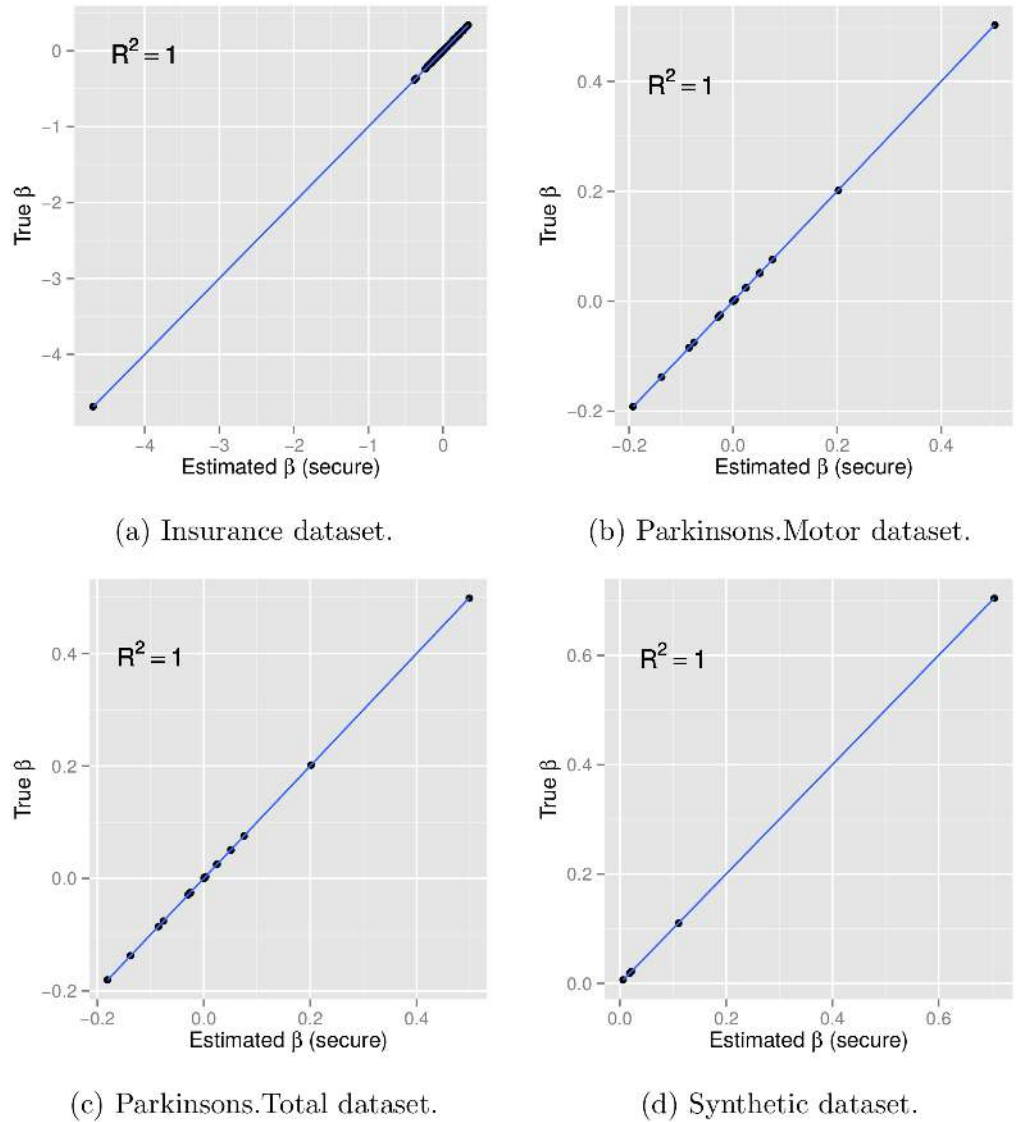 R² = 1
0
−1
−2
−3
−4
True β
−4 −3 −2 −1 0
Estimated β (secure)
(a) Insurance dataset.
R² = 1
0.4
0.2
0.0
−0.2
True β
−0.2 0.0 0.2 0.4
Estimated β (secure)
(b) Parkinsons.Motor dataset.
R² = 1
0.4
0.2
0.0
−0.2
True β
−0.2 0.0 0.2 0.4
Estimated β (secure)
(c) Parkinsons.Total dataset.
R² = 1
0.6
0.4
0.2
0.0
True β
0.0 0.2 0.4 0.6
Estimated β (secure)
(d) Synthetic dataset.